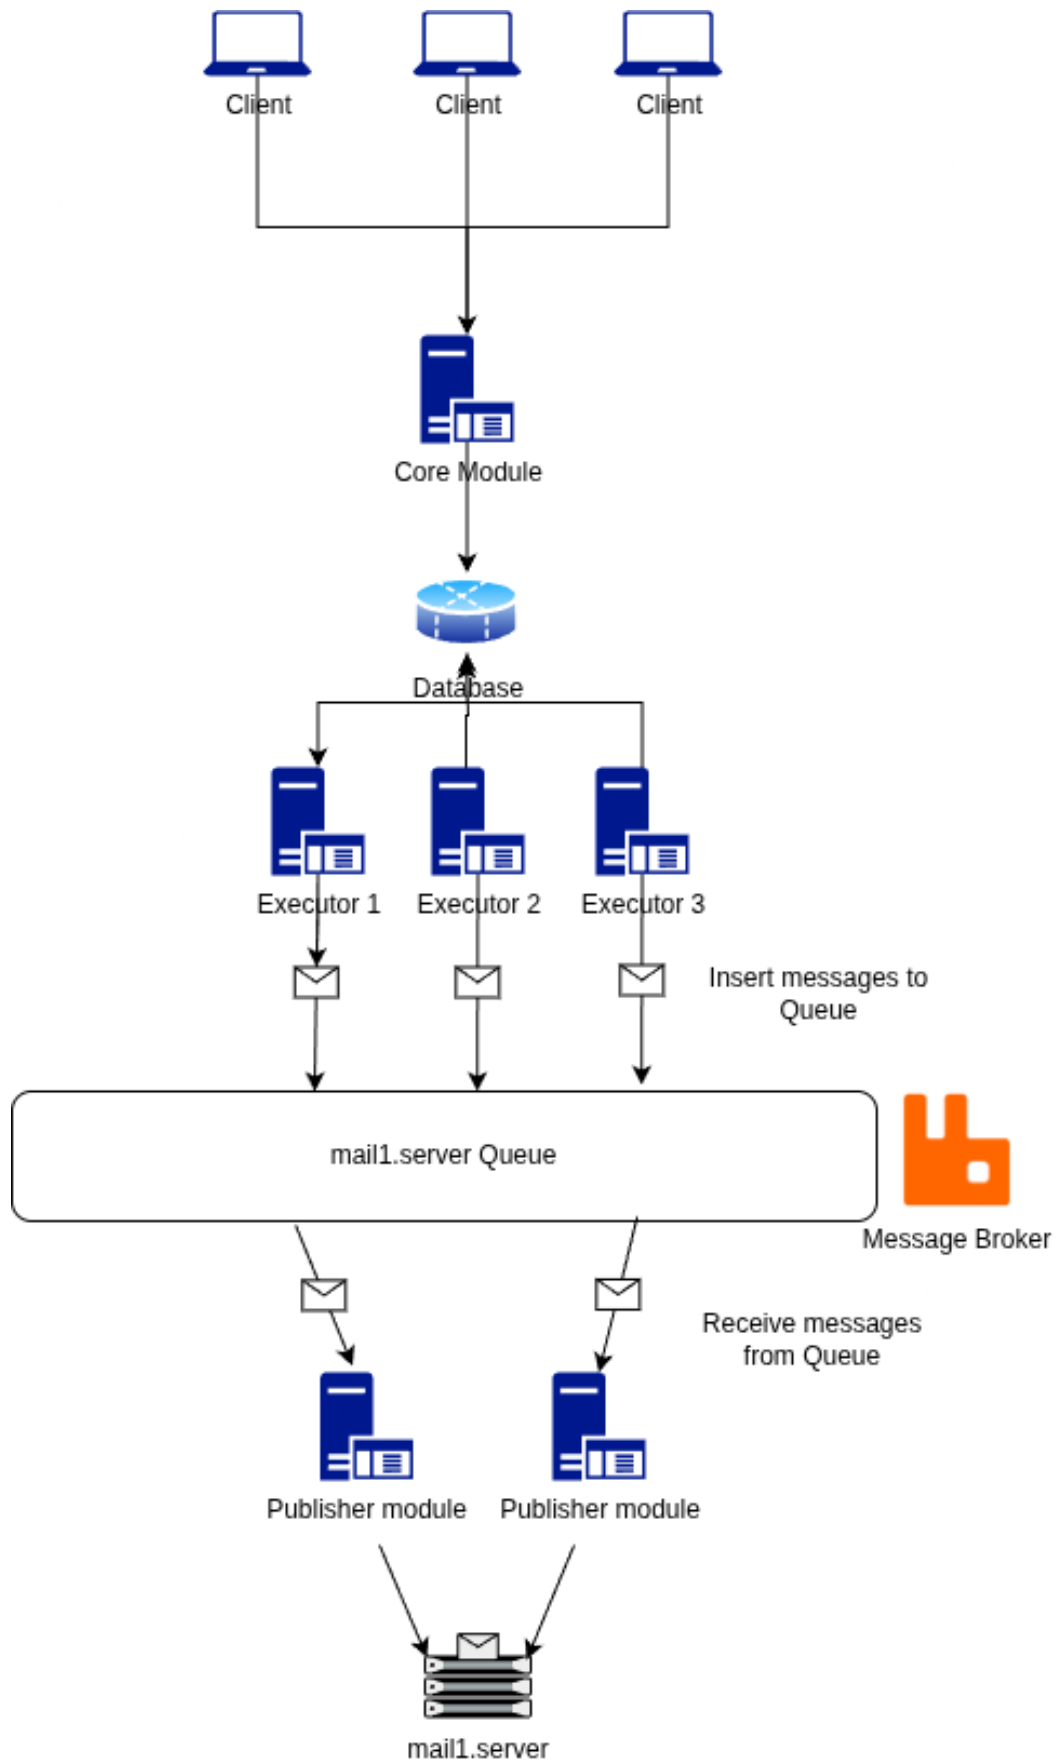 Client
Client
Client
Core Module
Database
Executor 1
Executor 2
Executor 3
Insert messages to
Queue
mail1.server Queue
Message Broker
Receive messages
from Queue
Publisher module
Publisher module
mail1.server